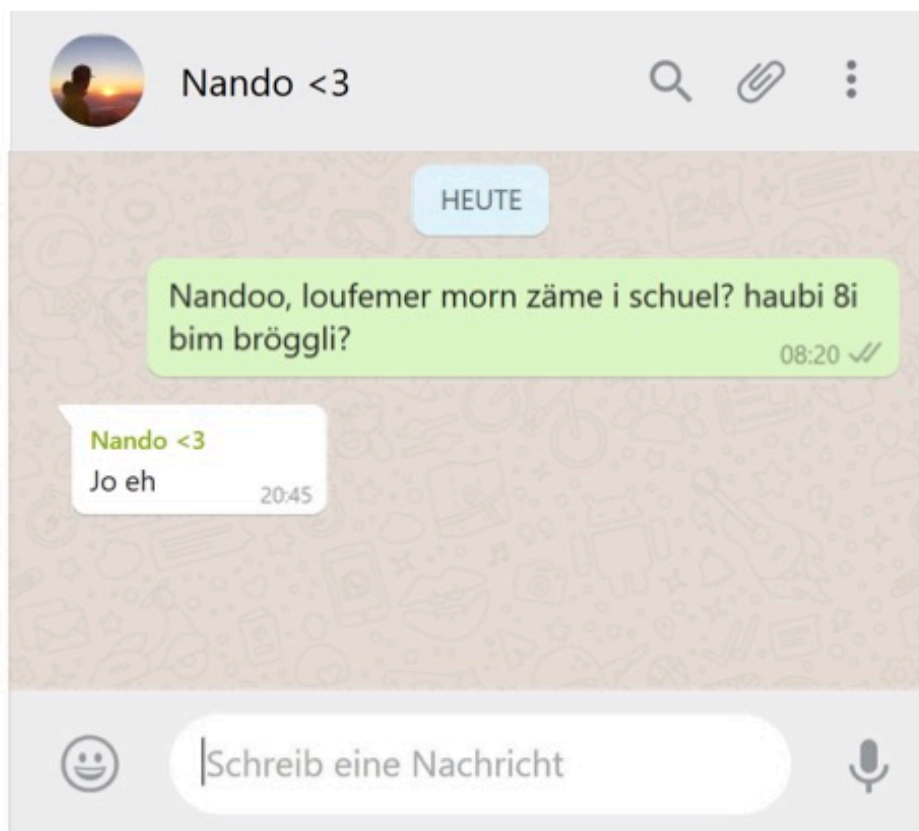 Nando <3
HEUTE
Nandoo, loufemer morn zäme i schuel? haubi 8i
bim bröggli?
08:20
Nando <3
Jo eh
20:45
Schreib eine Nachricht